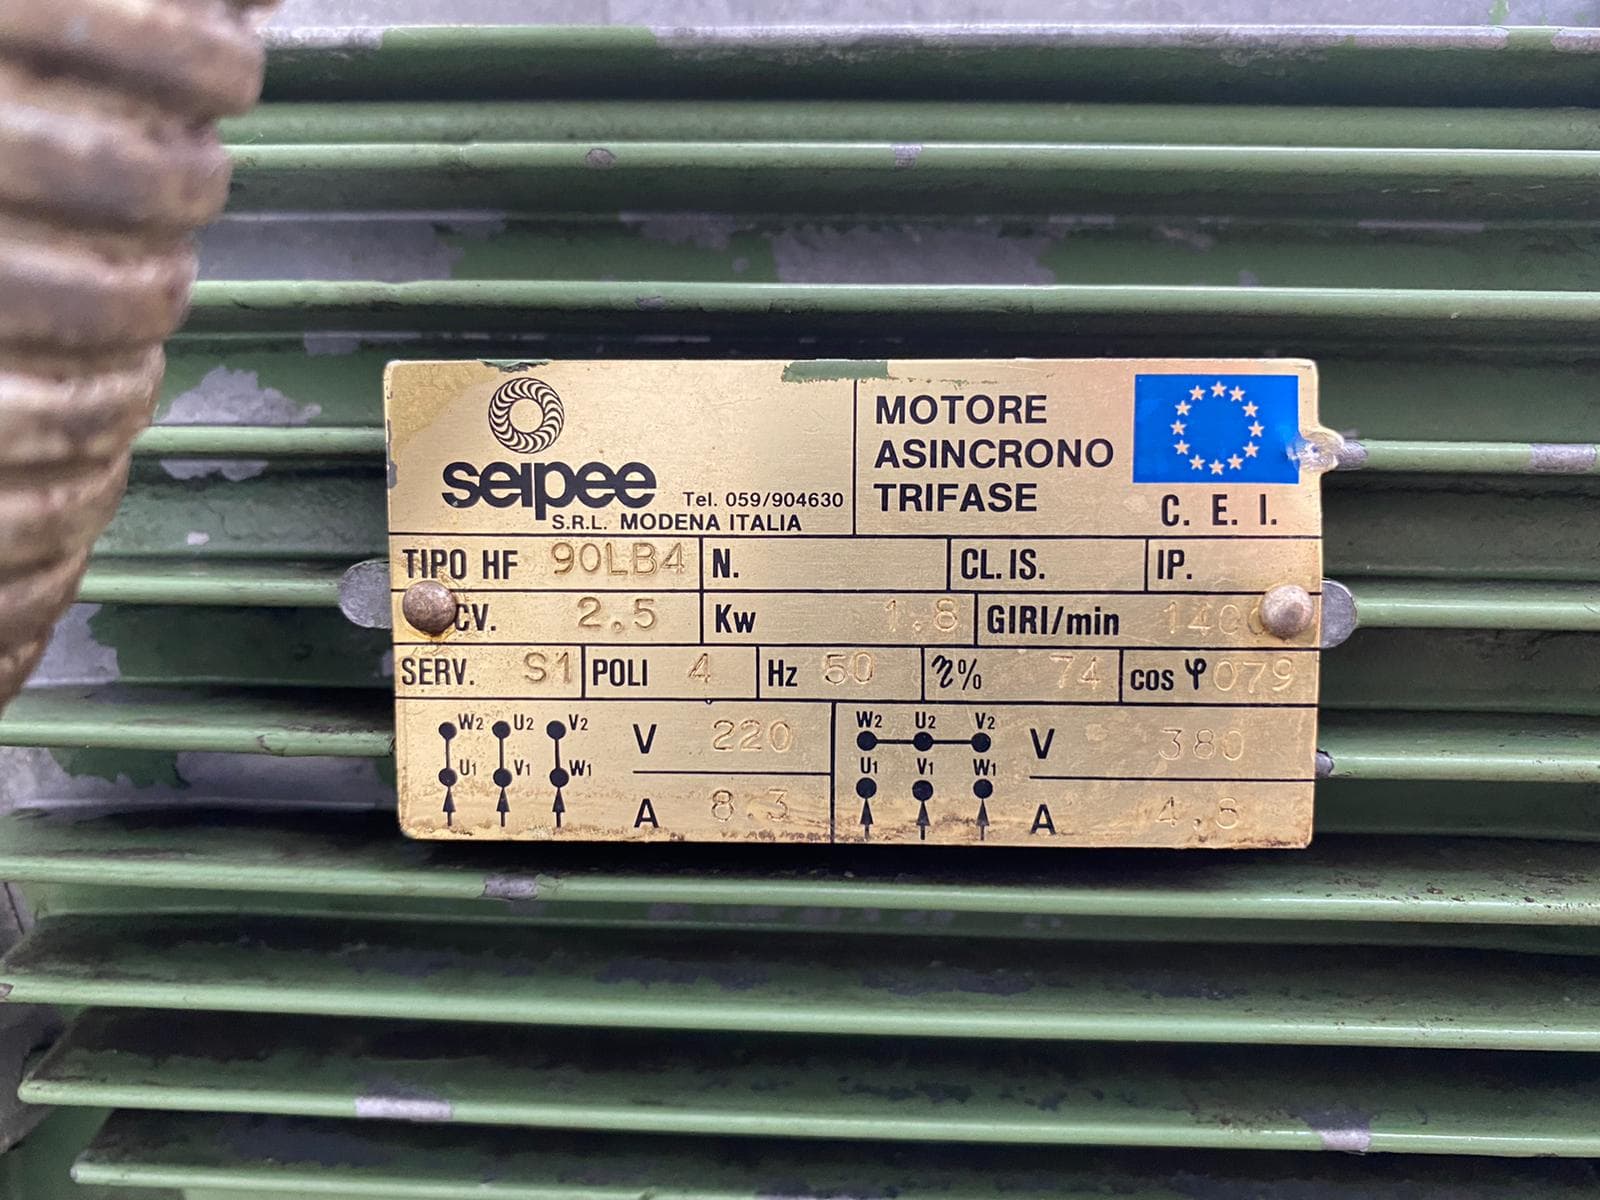 seipee
Tel. 059/904630
S.R.L. MODENA ITALIA
MOTORE
ASINCRONO
TRIFASE
C. E. I.
TIPO HF 90LB4 N. CL. IS. IP.
CV. 2.5 Kw 1.8 GIRI/min 1400
SERV. S1 POLI 4 Hz 50 η% 74 cos φ 079
W2 U2 V2 V 220 W2 U2 V2 V 380
U1 V1 W1 A 8.3 U1 V1 W1 A 4.8